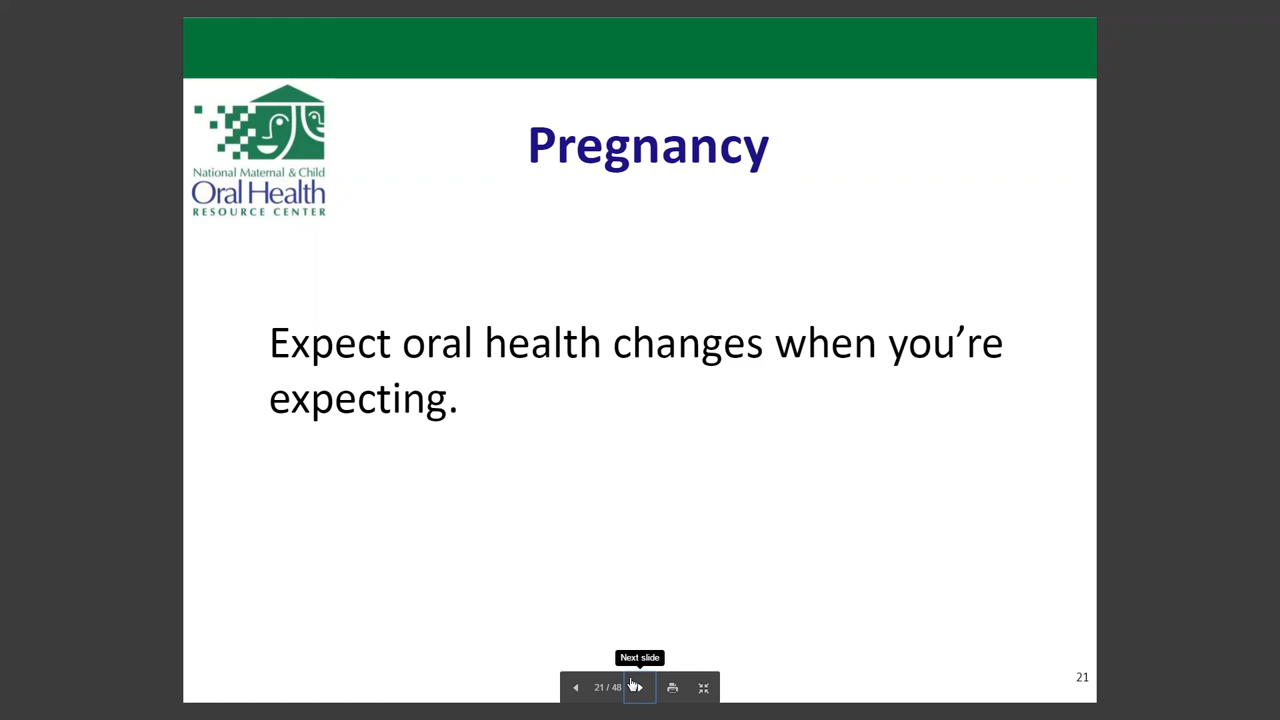 National Maternal & Child
Oral Health
RESOURCE CENTER
Pregnancy
Expect oral health changes when you’re
expecting.
Next slide
21 / 48
21